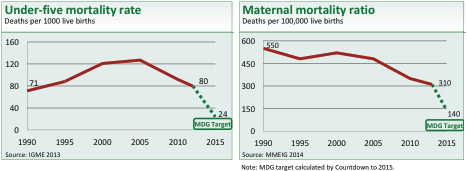 Under-five mortality rate
Deaths per 1000 live births
160
120
80
40
0
71
80
24
MDG Target
1990 1995 2000 2005 2010 2015
Source: IGME 2013
Maternal mortality ratio
Deaths per 100,000 live births
600
450
300
150
0
550
310
140
MDG Target
1990 1995 2000 2005 2010 2015
Source: MMEIG 2014
Note: MDG target calculated by Countdown to 2015.